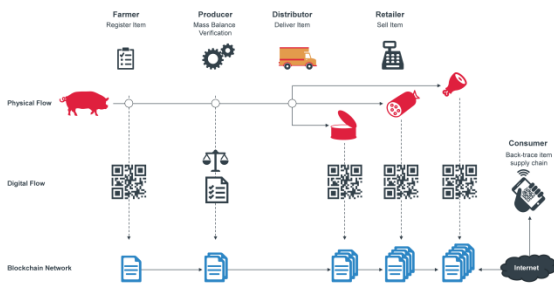 Farmer
Register Item
Producer
Mass Balance
Verification
Distributor
Deliver Item
Retailer
Sell Item
Physical Flow
Consumer
Back-trace item
supply chain
Digital Flow
Blockchain Network
Internet